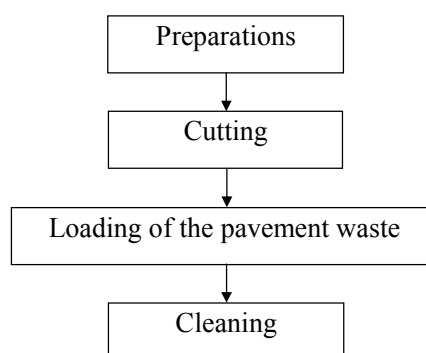 Preparations
Cutting
Loading of the pavement waste
Cleaning